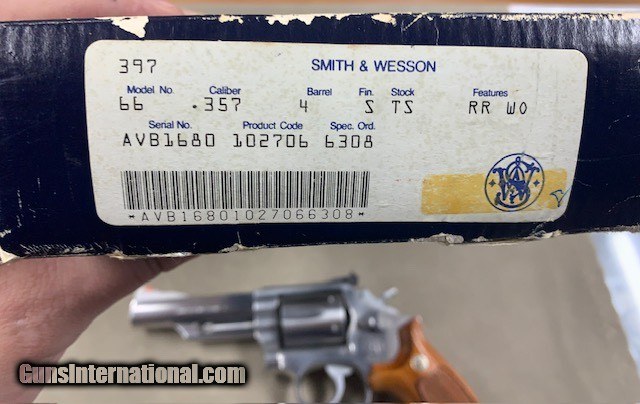 397 SMITH & WESSON
Model No. Caliber Barrel Fin. Stock Features
66 .357 4 S TS RR WO
Serial No. Product Code Spec. Ord.
AVB1680 102706 6308
*AVB16801027066308*
GunsInternational.com